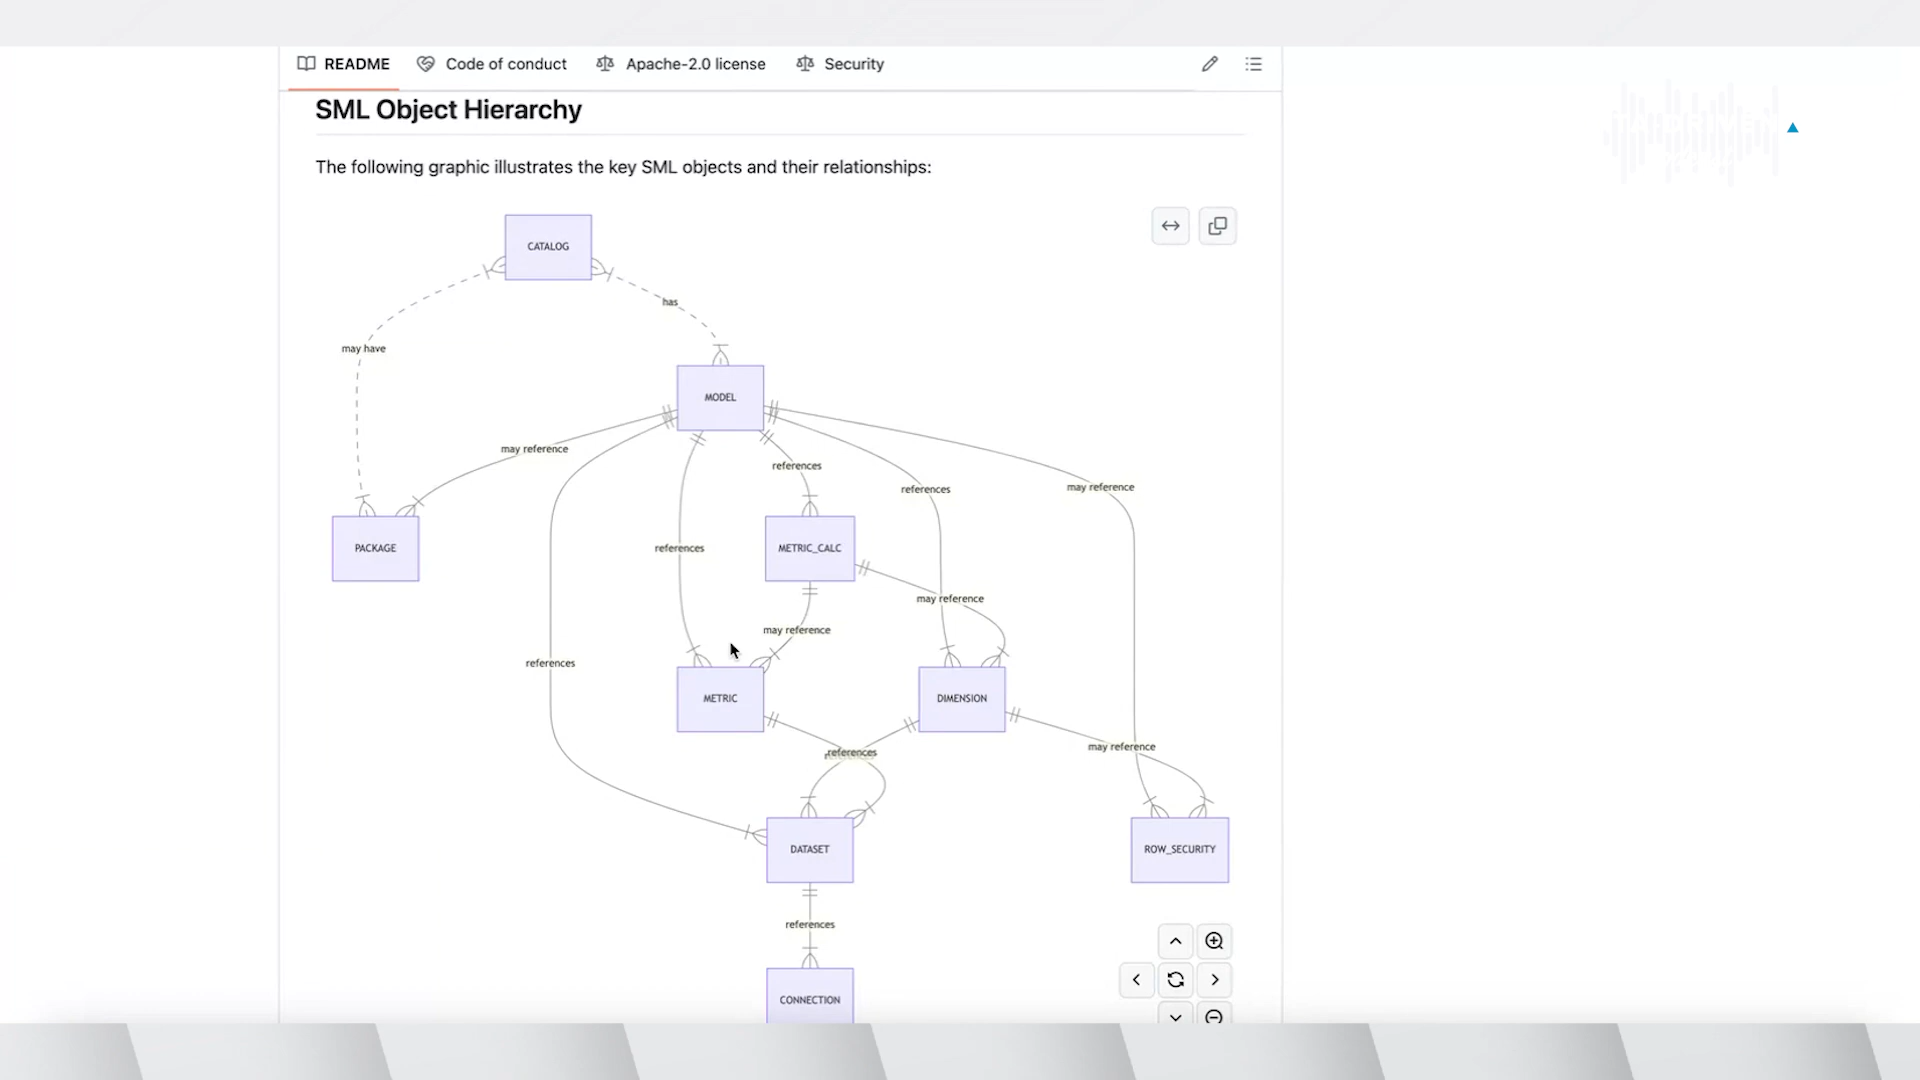 README
Code of conduct
Apache-2.0 license
Security
SML Object Hierarchy
The following graphic illustrates the key SML objects and their relationships:
CATALOG
has
may have
MODEL
may reference
references
references
may reference
PACKAGE
references
METRIC_CALC
may reference
may reference
references
METRIC
DIMENSION
may reference
references
DATASET
ROW_SECURITY
references
CONNECTION